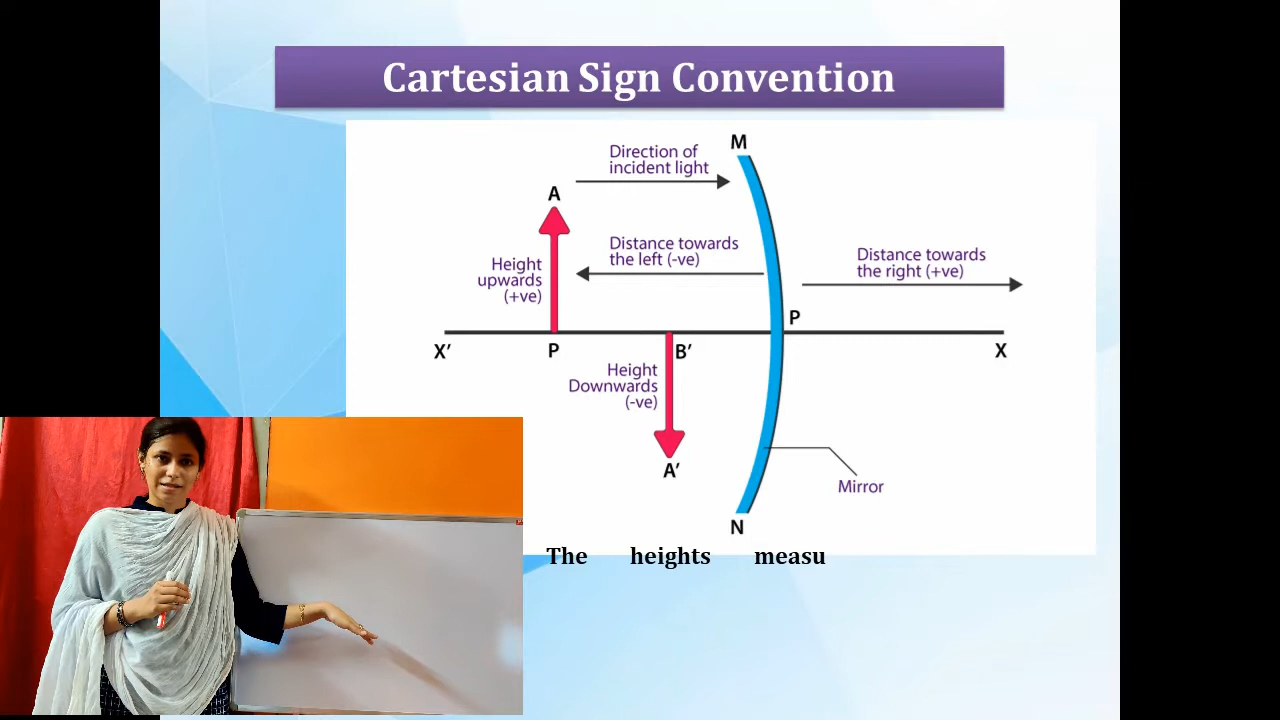 Cartesian Sign Convention
M
Direction of
incident light
A
Distance towards
the left (-ve)
Distance towards
the right (+ve)
Height
upwards
(+ve)
P
X′
P
B′
X
Height
Downwards
(-ve)
A′
Mirror
N
The heights measu